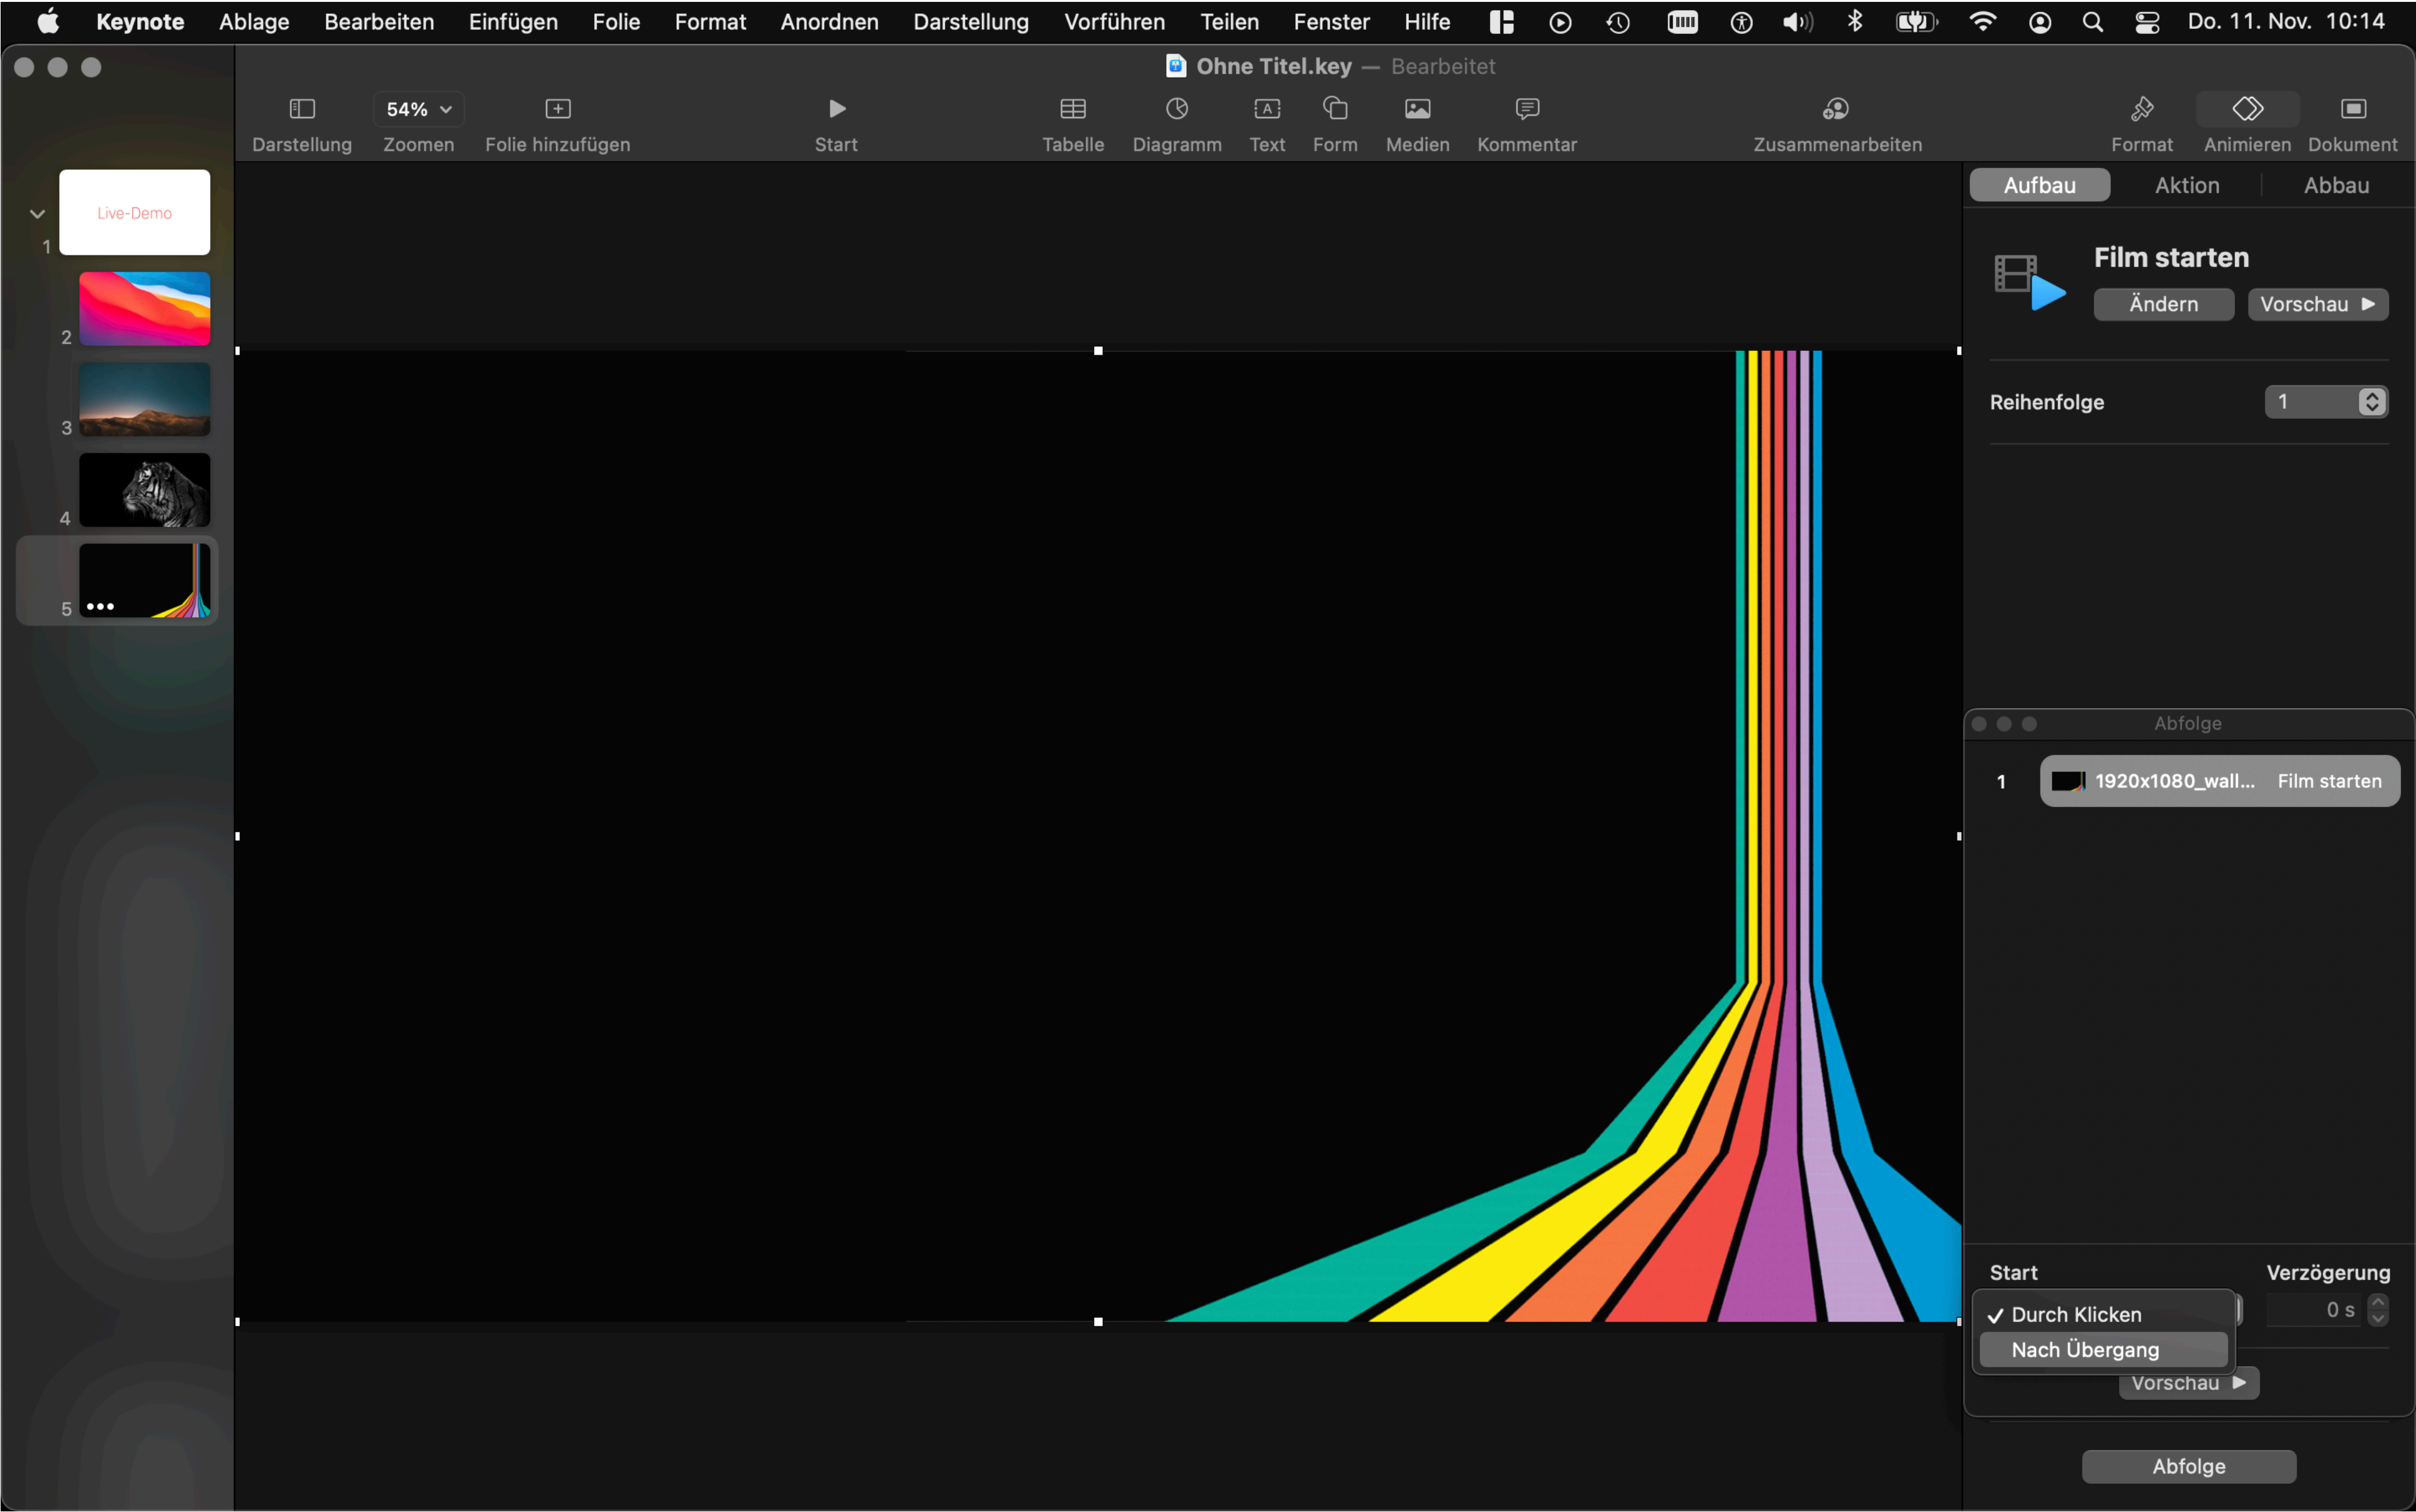 Keynote Ablage Bearbeiten Einfügen Folie Format Anordnen Darstellung Vorführen Teilen Fenster Hilfe Do. 11. Nov. 10:14
Ohne Titel.key — Bearbeitet
54%
Darstellung Zoomen Folie hinzufügen Start Tabelle Diagramm Text Form Medien Kommentar Zusammenarbeiten Format Animieren Dokument
Live-Demo
1
2
3
4
5
Aufbau Aktion Abbau
Film starten
Ändern Vorschau
Reihenfolge 1
Abfolge
1 1920x1080_wall... Film starten
Start Verzögerung
✓ Durch Klicken 0 s
Nach Übergang
Vorschau
Abfolge